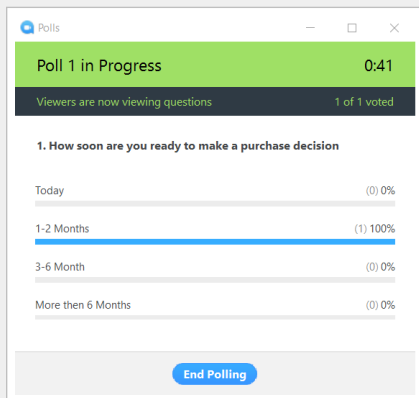 Polls
Poll 1 in Progress 0:41
Viewers are now viewing questions 1 of 1 voted
1. How soon are you ready to make a purchase decision
Today (0) 0%
1-2 Months (1) 100%
3-6 Month (0) 0%
More then 6 Months (0) 0%
End Polling